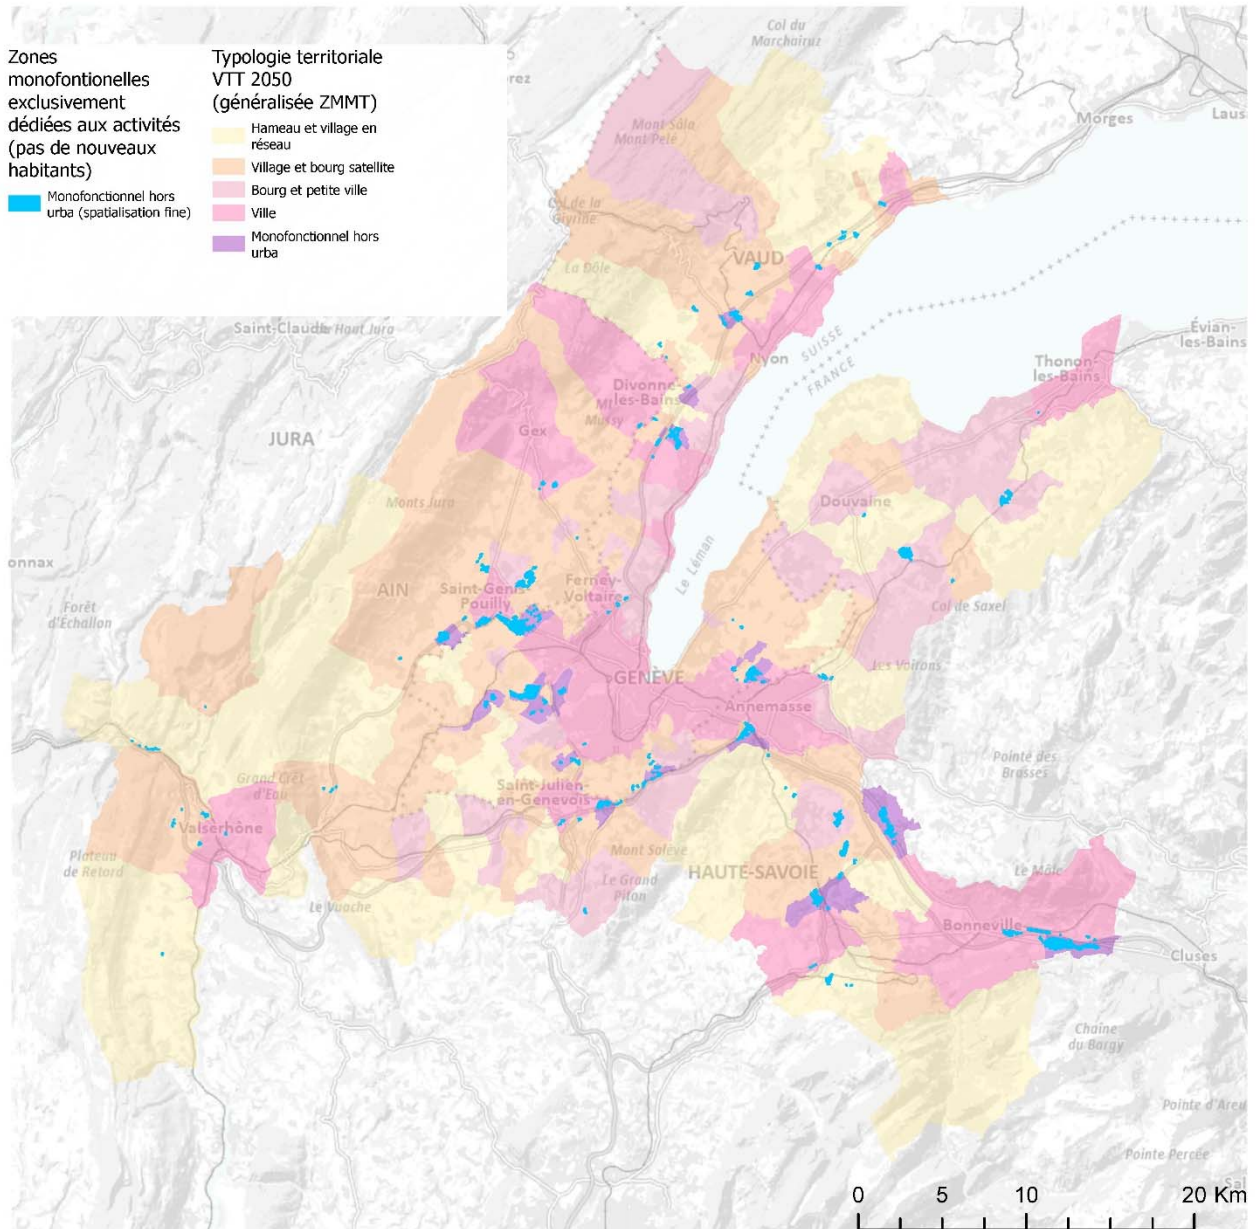 Zones
monofontionelles
exclusivement
dédiées aux activités
(pas de nouveaux
habitants)
Monofonctionnel hors
urba (spatialisation fine)
Typologie territoriale
VTT 2050
(généralisée ZMMT)
Hameau et village en
réseau
Village et bourg satellite
Bourg et petite ville
Ville
Monofonctionnel hors
urba
Col du
Marchairuz
rez
Mont Sâla
Mont Pelé
Morges
Laus
Col de la
Givrine
VAUD
La Dôle
Saint-Claude
Haut Jura
SUISSE
FRANCE
Évian-
les-Bains
Nyon
Thonon-
les-Bains
Divonne-
les-Bains
Mussy
JURA
Gex
Monts Jura
Douvaine
Le Léman
onnax
AIN
Saint-Genis-
Pouilly
Ferney-
Voltaire
Forêt
d'Échallon
Col de Saxel
Les Voirons
GENÈVE
Annemasse
Pointe des
Brasses
Grand Crêt
d'Eau
Saint-Julien-
en-Genevois
Valserhône
Plateau
de Retord
Mont Salève
HAUTE-SAVOIE
Le Môle
Le Grand
Piton
Le Vuache
Bonneville
Cluses
Chaîne
du Bargy
Pointe d'Areu
Pointe Percée
Sal
0 5 10 20 Km